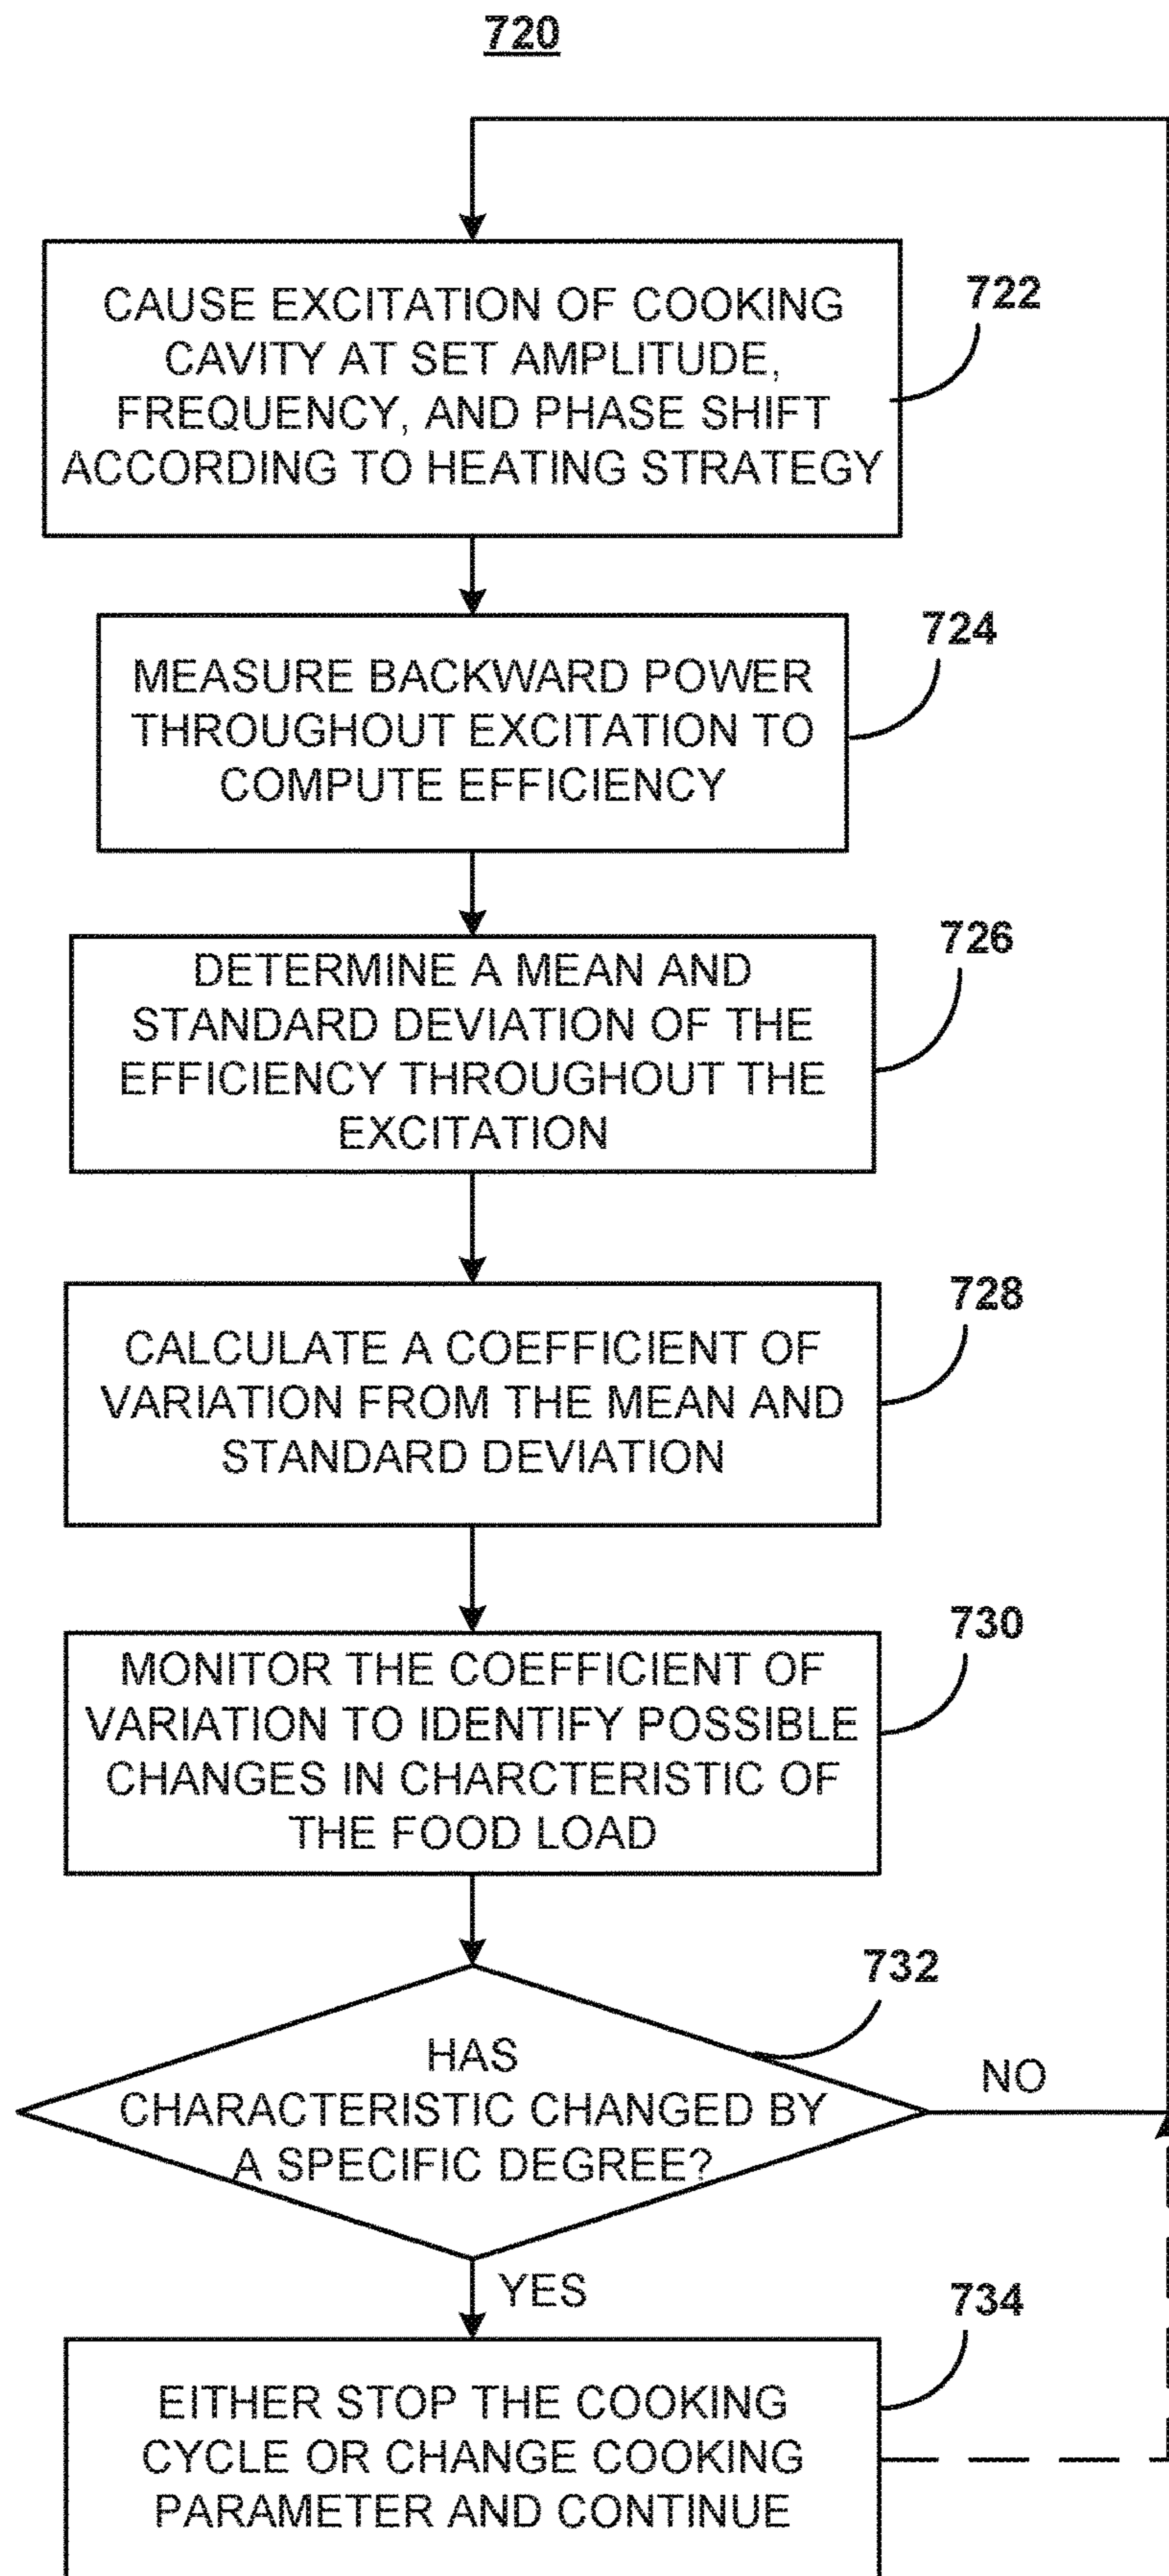 720
CAUSE EXCITATION OF COOKING
CAVITY AT SET AMPLITUDE,
FREQUENCY, AND PHASE SHIFT
ACCORDING TO HEATING STRATEGY
722
MEASURE BACKWARD POWER
THROUGHOUT EXCITATION TO
COMPUTE EFFICIENCY
724
DETERMINE A MEAN AND
STANDARD DEVIATION OF THE
EFFICIENCY THROUGHOUT THE
EXCITATION
726
CALCULATE A COEFFICIENT OF
VARIATION FROM THE MEAN AND
STANDARD DEVIATION
728
MONITOR THE COEFFICIENT OF
VARIATION TO IDENTIFY POSSIBLE
CHANGES IN CHARCTERISTIC OF
THE FOOD LOAD
730
HAS
CHARACTERISTIC CHANGED BY
A SPECIFIC DEGREE?
732
NO
YES
EITHER STOP THE COOKING
CYCLE OR CHANGE COOKING
PARAMETER AND CONTINUE
734